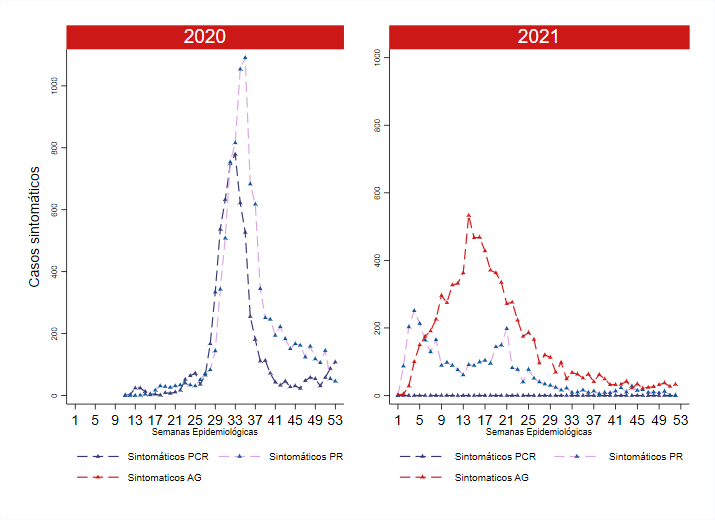 2020
2021
Casos sintomáticos
0
200
400
600
800
1000
0
200
400
600
800
1000
1 5 9 13 17 21 25 29 33 37 41 45 49 53
1 5 9 13 17 21 25 29 33 37 41 45 49 53
Semanas Epidemiológicas
Semanas Epidemiológicas
Sintomáticos PCR
Sintomáticos PR
Sintomaticos AG
Sintomáticos PCR
Sintomáticos PR
Sintomaticos AG